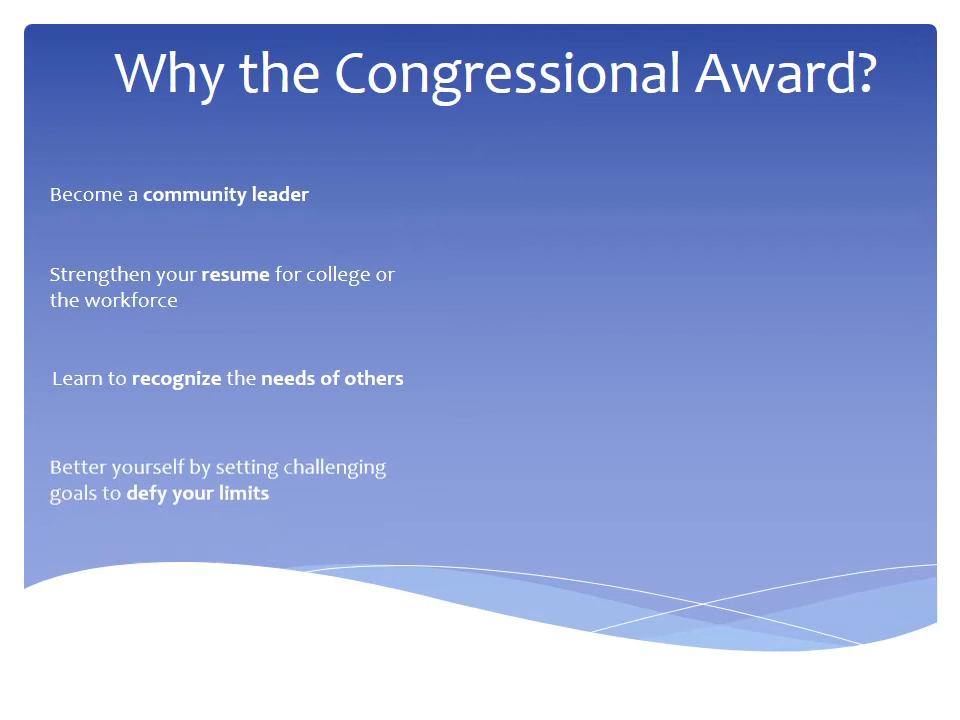 Why the Congressional Award?
Become a community leader
Strengthen your resume for college or
the workforce
Learn to recognize the needs of others
Better yourself by setting challenging
goals to defy your limits